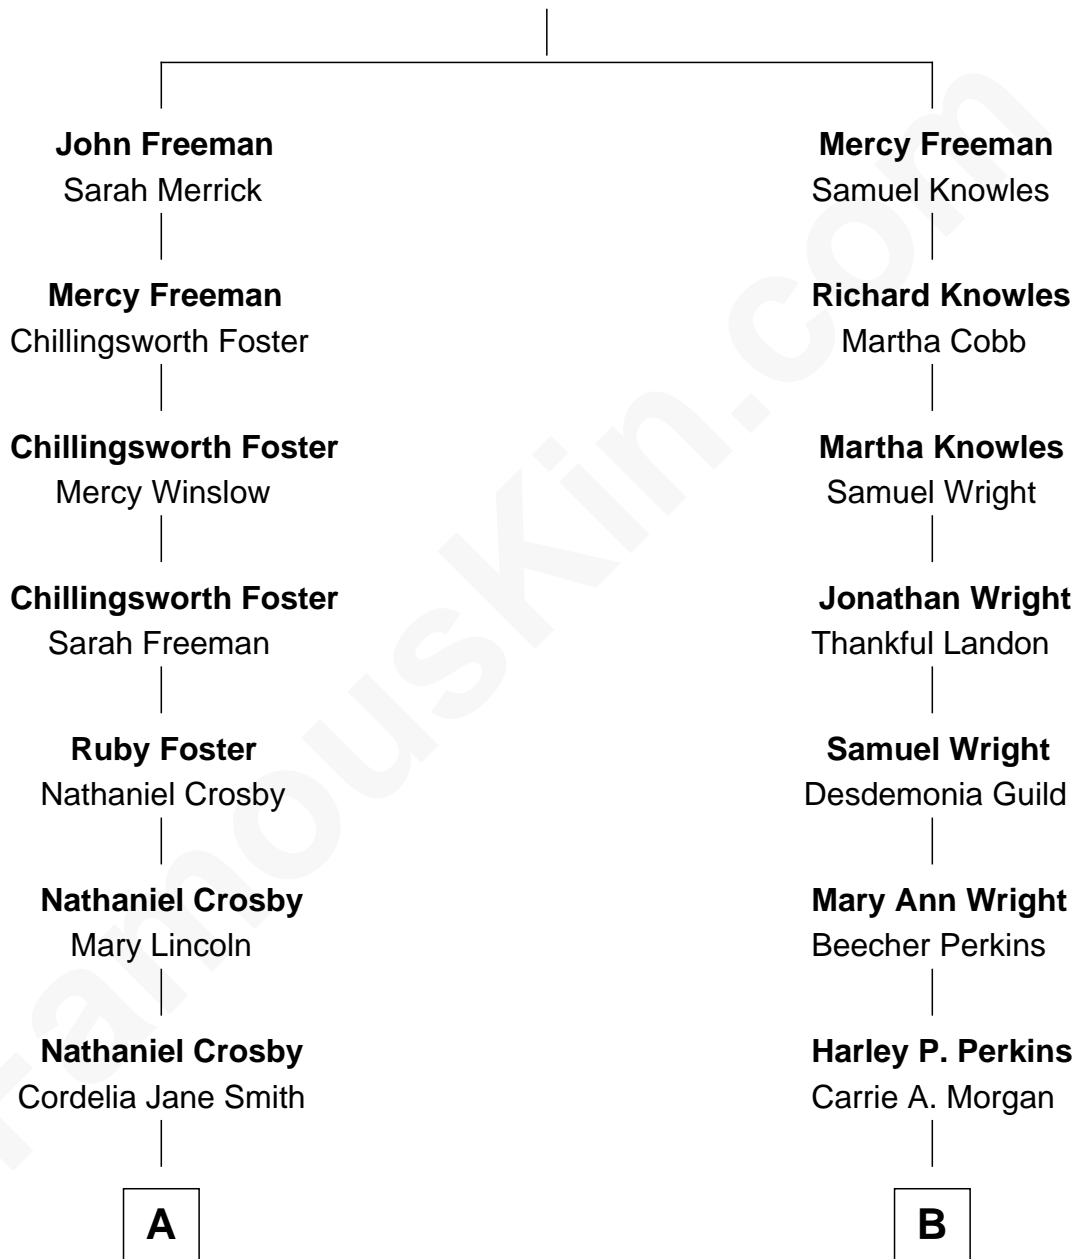 John Freeman
Sarah Merrick
Mercy Freeman
Chillingsworth Foster
Chillingsworth Foster
Mercy Winslow
Chillingsworth Foster
Sarah Freeman
Ruby Foster
Nathaniel Crosby
Nathaniel Crosby
Mary Lincoln
Nathaniel Crosby
Cordelia Jane Smith
A
Mercy Freeman
Samuel Knowles
Richard Knowles
Martha Cobb
Martha Knowles
Samuel Wright
Jonathan Wright
Thankful Landon
Samuel Wright
Desdemonia Guild
Mary Ann Wright
Beecher Perkins
Harley P. Perkins
Carrie A. Morgan
B
FamousKin.com